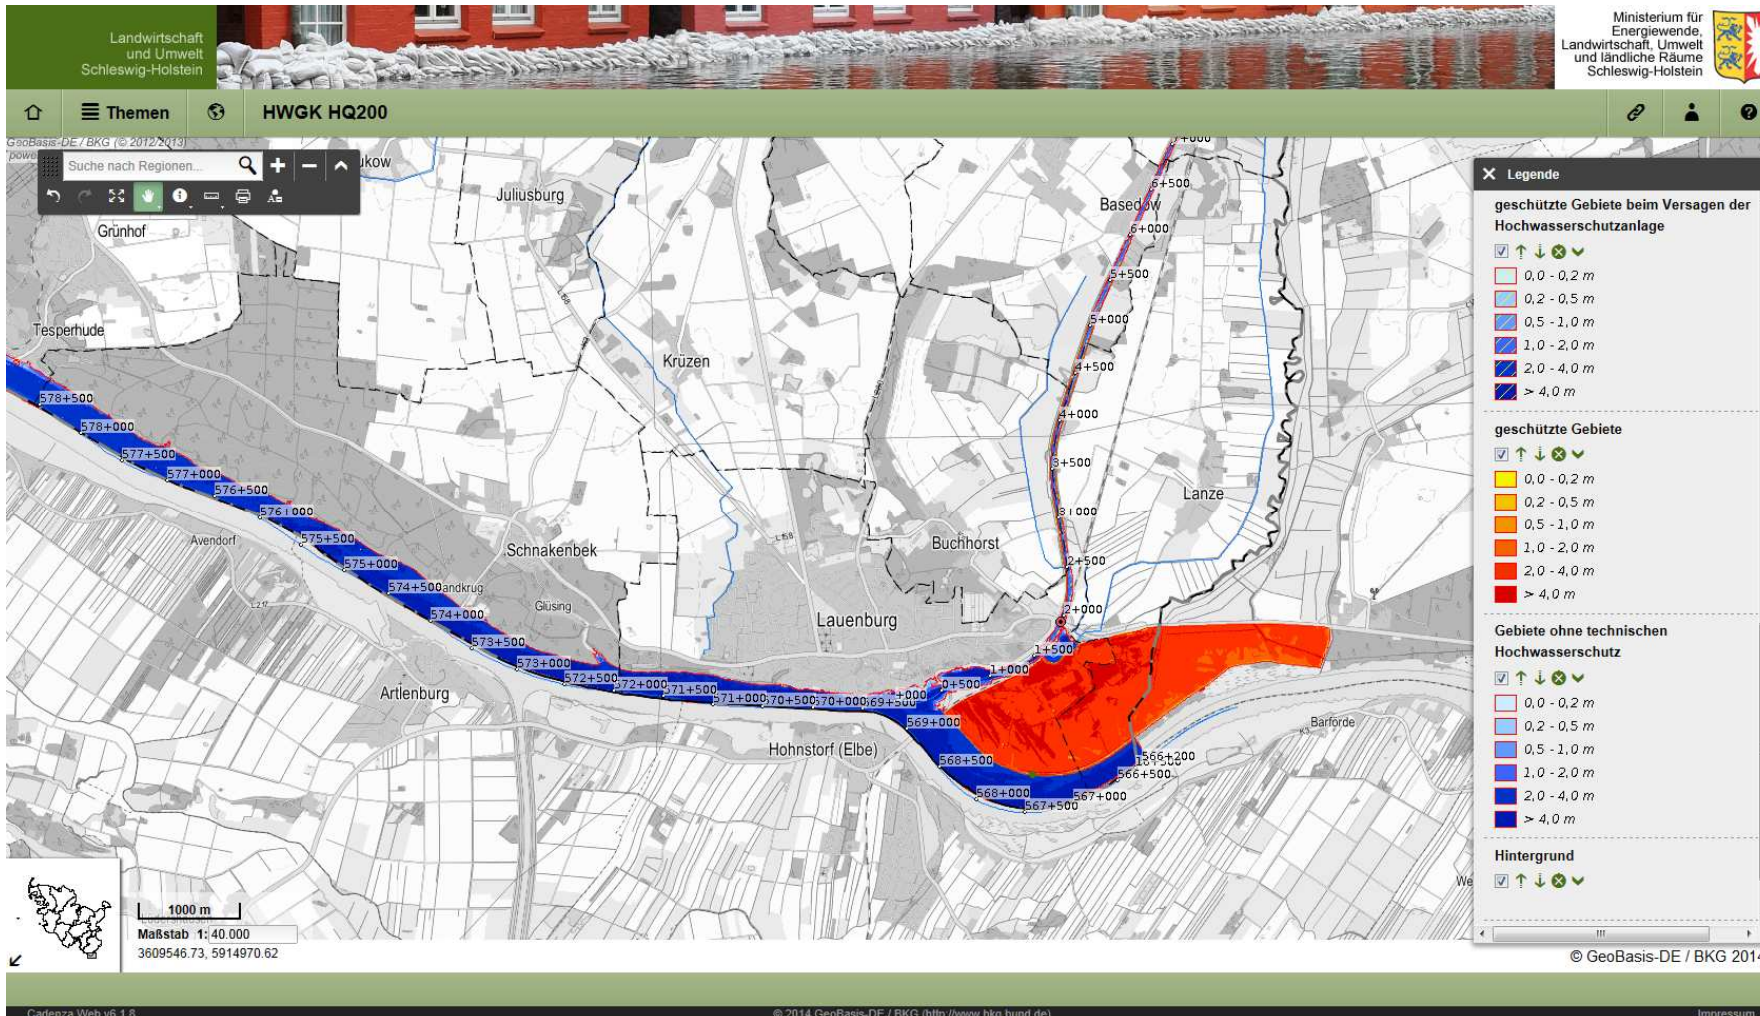 Landwirtschaft
und Umwelt
Schleswig-Holstein
Ministerium für
Energiewende,
Landwirtschaft, Umwelt
und ländliche Räume
Schleswig-Holstein
Themen
HWGK HQ200
GeoBasis-DE / BKG (© 2012/2013)
Suche nach Regionen...
Juliusburg
Grünhof
Tesperhude
Krüzen
Basedow
Lanze
Buchhorst
Schnakenbek
Glüsing
Avendorf
Lauenburg
Artlenburg
Hohnstorf (Elbe)
Barförde
L158
L158
6+500
6+000
5+500
5+000
4+500
4+000
3+500
2+500
2+000
1+500
1+000
0+500
+000
578+500
578+000
577+500
577+000
576+500
575+500
575+000
574+500
574+000
573+500
573+000
572+500
572+000
571+500
571+000
570+500
570+000
569+500
569+000
568+500
568+000
567+500
567+000
566+500
566+200
Legende
geschützte Gebiete beim Versagen der
Hochwasserschutzanlage
0,0 - 0,2 m
0,2 - 0,5 m
0,5 - 1,0 m
1,0 - 2,0 m
2,0 - 4,0 m
> 4,0 m
geschützte Gebiete
0,0 - 0,2 m
0,2 - 0,5 m
0,5 - 1,0 m
1,0 - 2,0 m
2,0 - 4,0 m
> 4,0 m
Gebiete ohne technischen
Hochwasserschutz
0,0 - 0,2 m
0,2 - 0,5 m
0,5 - 1,0 m
1,0 - 2,0 m
2,0 - 4,0 m
> 4,0 m
Hintergrund
1000 m
Maßstab 1: 40.000
3609546.73, 5914970.62
© GeoBasis-DE / BKG 2014
Cadenza Web v6.1.8
© 2014 GeoBasis-DE / BKG (http://www.bkg.bund.de)
Impressum